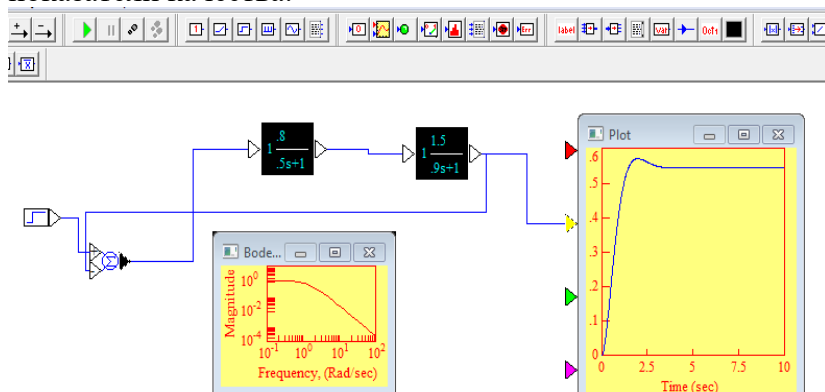 label
var
0cf1
Err
.8
1
.5s+1
1.5
1
.9s+1
Plot
.6
.5
.4
.3
.2
.1
0
0 2.5 5 7.5 10
Time (sec)
Bode...
Magnitude
10^0
10^-2
10^-4
10^-1 10^0 10^1 10^2
Frequency, (Rad/sec)